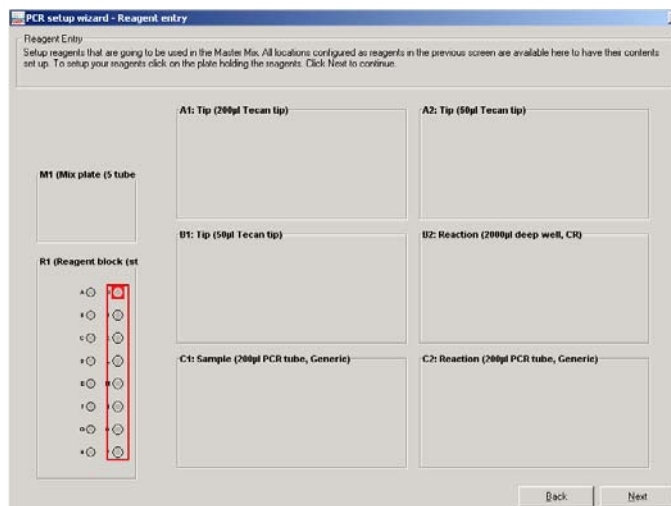 PCR setup wizard - Reagent entry
Reagent Entry
Setup reagents that are going to be used in the Master Mix. All locations configured as reagents in the previous screen are available here to have their contents
set up. To setup your reagents click on the plate holding the reagents. Click Next to continue.
A1: Tip (200µl Tecan tip)
A2: Tip (50µl Tecan tip)
M1 (Mix plate (5 tube
B1: Tip (50µl Tecan tip)
B2: Reaction (2000µl deep well, CR)
R1 (Reagent block (st
A
B
C
D
E
F
G
C1: Sample (200µl PCR tube, Generic)
C2: Reaction (200µl PCR tube, Generic)
Back
Next